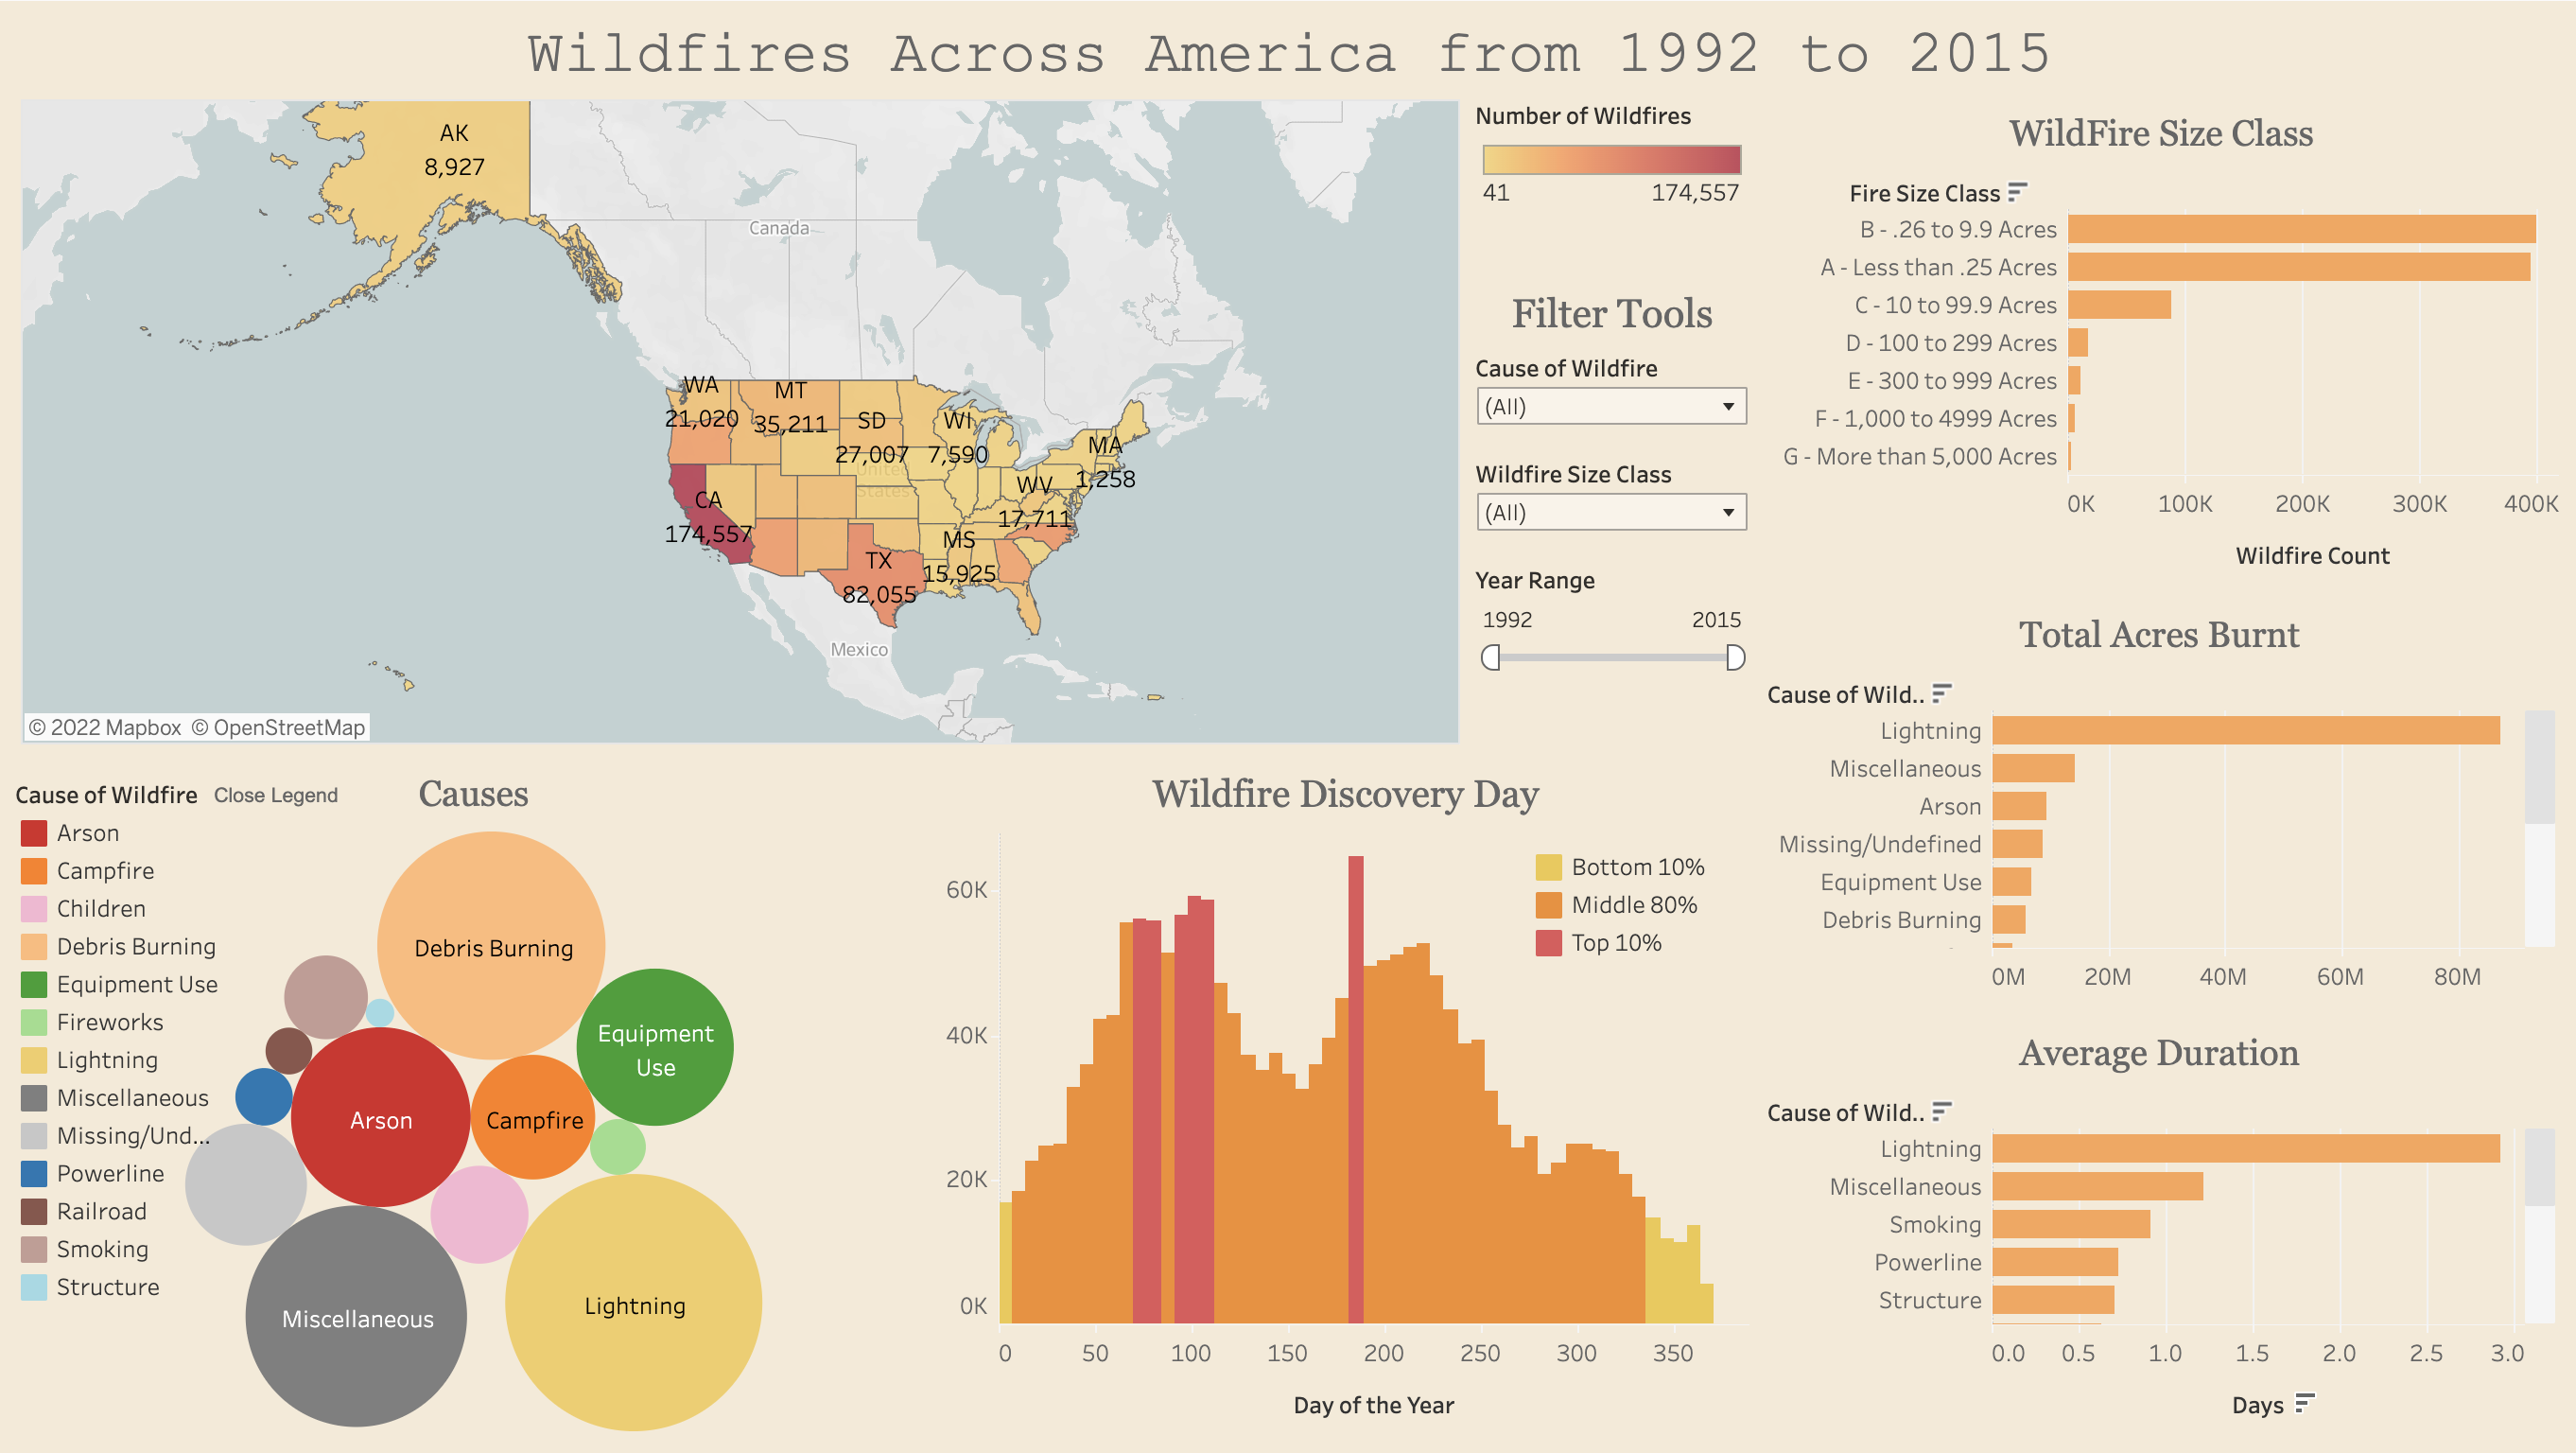 Wildfires Across America from 1992 to 2015
AK
8,927
Canada
WA
21,020
MT
35,211
SD
27,007
WI
7,590
MA
1,258
United
States
WV
17,711
CA
174,557
MS
15,925
TX
82,055
Mexico
© 2022 Mapbox © OpenStreetMap
Number of Wildfires
41 174,557
Filter Tools
Cause of Wildfire
(All)
Wildfire Size Class
(All)
Year Range
1992 2015
WildFire Size Class
Fire Size Class
B - .26 to 9.9 Acres
A - Less than .25 Acres
C - 10 to 99.9 Acres
D - 100 to 299 Acres
E - 300 to 999 Acres
F - 1,000 to 4999 Acres
G - More than 5,000 Acres
0K 100K 200K 300K 400K
Wildfire Count
Total Acres Burnt
Cause of Wild..
Lightning
Miscellaneous
Arson
Missing/Undefined
Equipment Use
Debris Burning
0M 20M 40M 60M 80M
Average Duration
Cause of Wild..
Lightning
Miscellaneous
Smoking
Powerline
Structure
0.0 0.5 1.0 1.5 2.0 2.5 3.0
Days
Cause of Wildfire Close Legend
Arson
Campfire
Children
Debris Burning
Equipment Use
Fireworks
Lightning
Miscellaneous
Missing/Und...
Powerline
Railroad
Smoking
Structure
Causes
Debris Burning
Equipment
Use
Arson
Campfire
Miscellaneous
Lightning
Wildfire Discovery Day
Bottom 10%
Middle 80%
Top 10%
60K
40K
20K
0K
0 50 100 150 200 250 300 350
Day of the Year